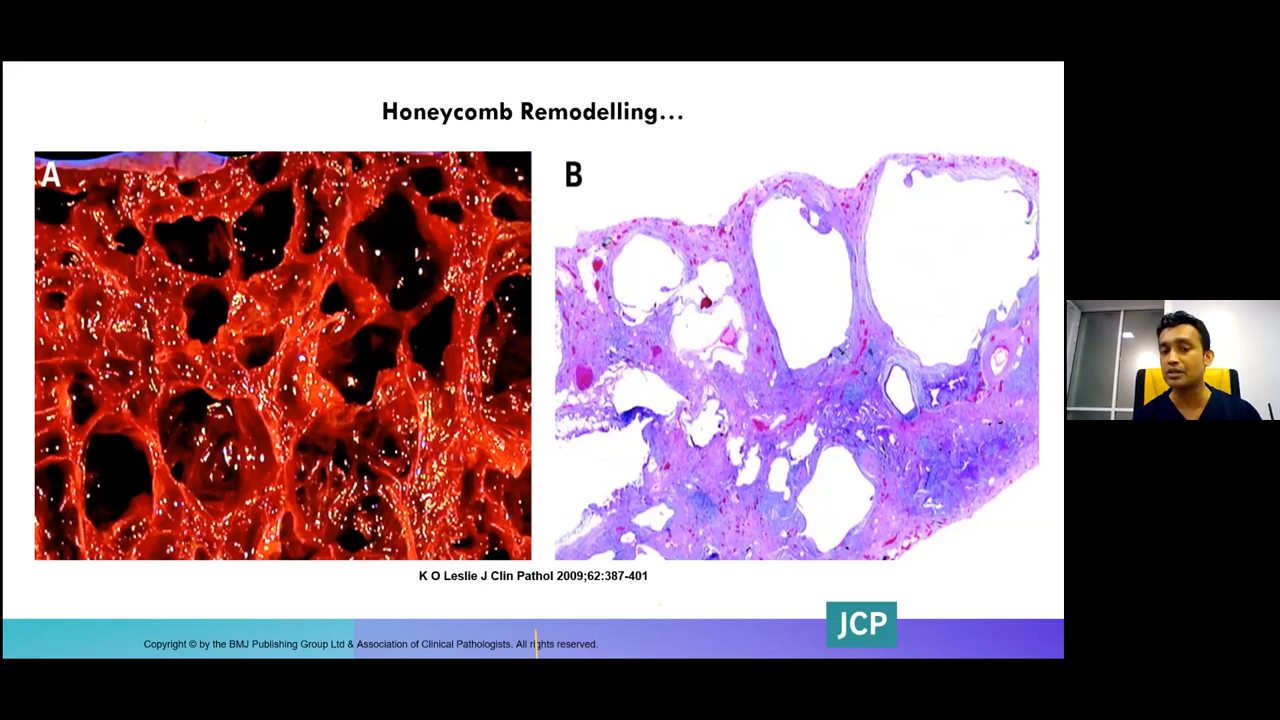 Honeycomb Remodelling...
A
B
K O Leslie J Clin Pathol 2009;62:387-401
JCP
Copyright © by the BMJ Publishing Group Ltd & Association of Clinical Pathologists. All rights reserved.